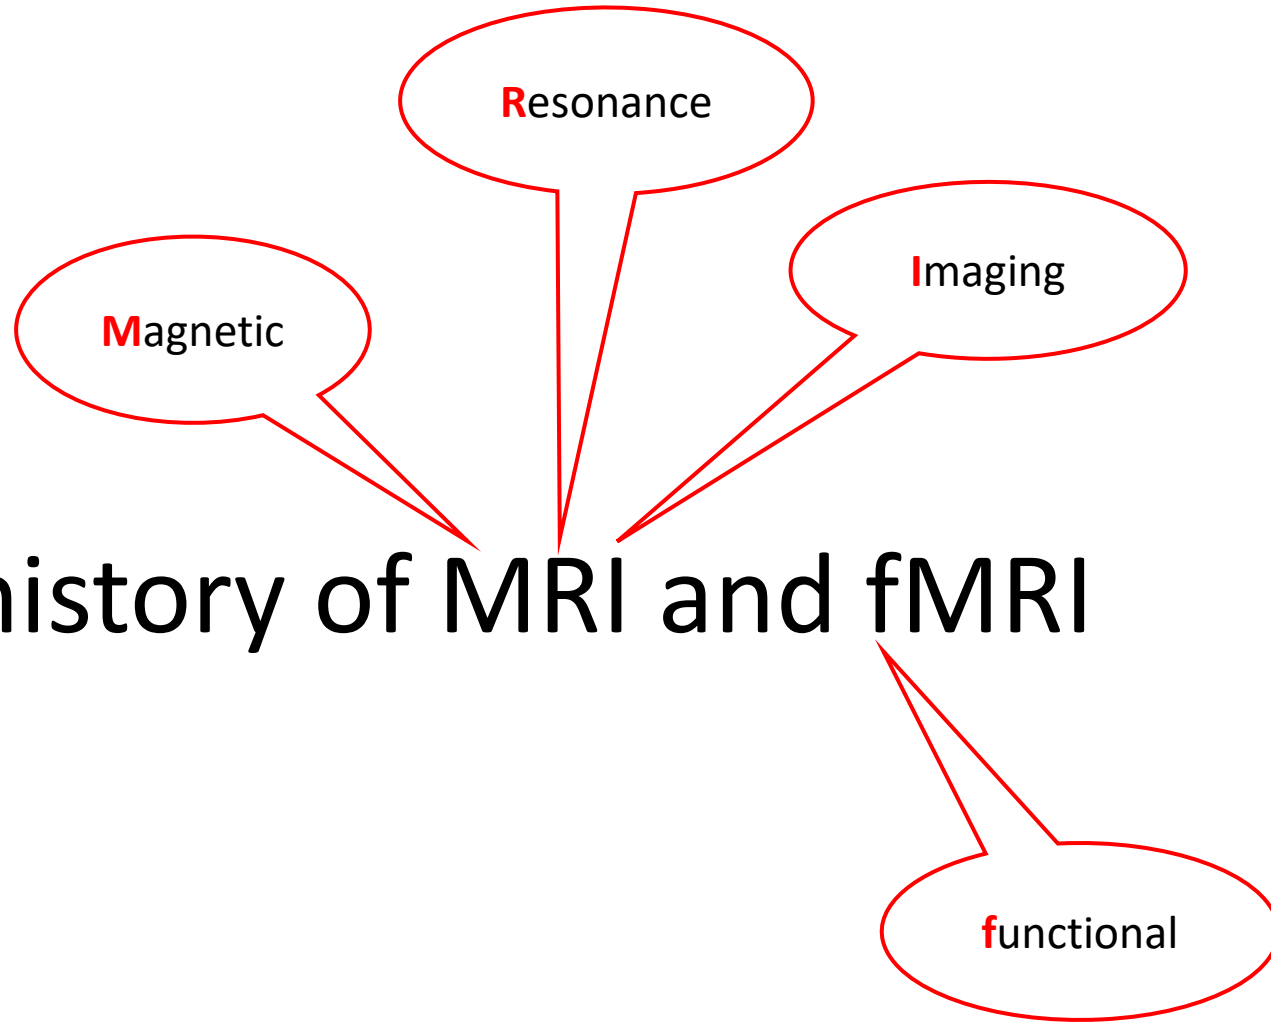 Resonance
Imaging
Magnetic
history of MRI and fMRI
functional